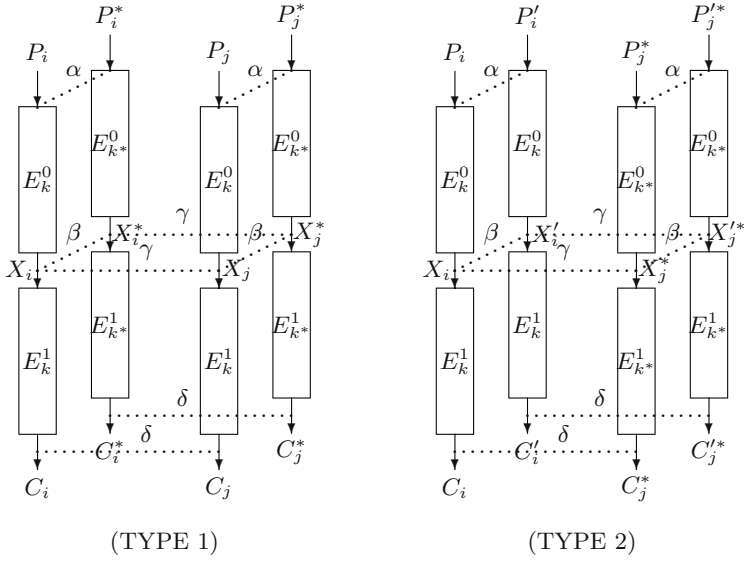 P_i^* P_j^* P_i' P_j'^*
P_i P_j P_i P_j^*
α α α α
E_k^0 E_{k^*}^0 E_k^0 E_{k^*}^0 E_k^0 E_k^0 E_{k^*}^0 E_{k^*}^0
β X_i^* γ β X_j^* β X_i' γ β X_j'^*
X_i γ X_j X_i γ X_j^*
E_k^1 E_{k^*}^1 E_k^1 E_{k^*}^1 E_k^1 E_k^1 E_{k^*}^1 E_{k^*}^1
δ δ
δ δ
C_i^* C_j^* C_i' C_j'^*
C_i C_j C_i C_j^*
(TYPE 1) (TYPE 2)